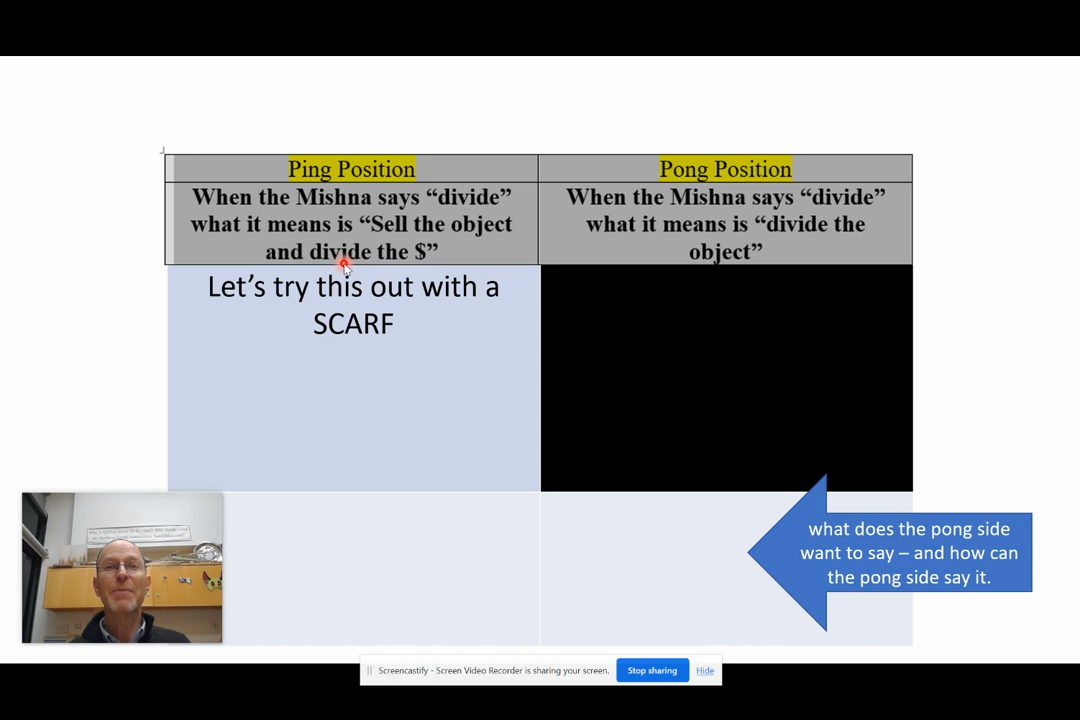 Ping Position
Pong Position
When the Mishna says “divide”
what it means is “Sell the object
and divide the $”
When the Mishna says “divide”
what it means is “divide the
object”
Let’s try this out with a
SCARF
what does the pong side
want to say – and how can
the pong side say it.
Screencastify - Screen Video Recorder is sharing your screen.
Stop sharing
Hide